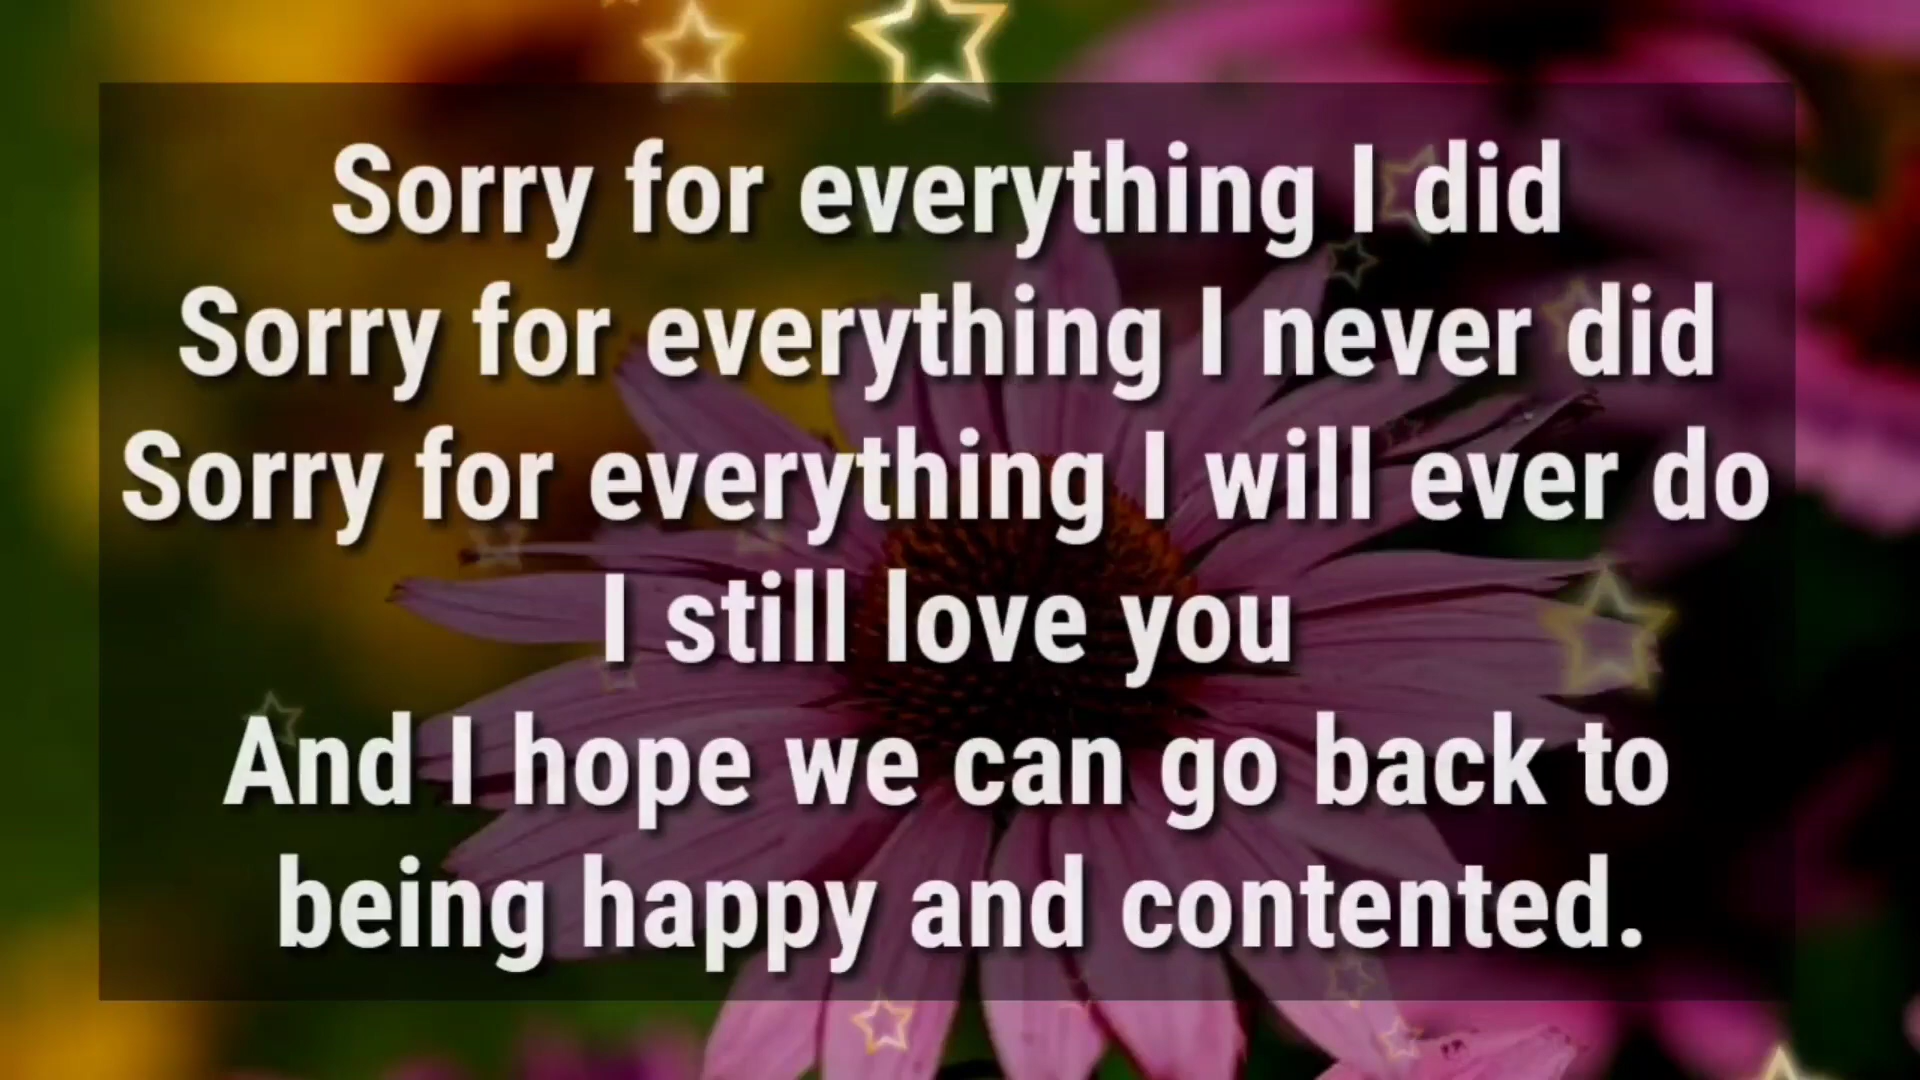 Sorry for everything I did
Sorry for everything I never did
Sorry for everything I will ever do
I still love you
And I hope we can go back to
being happy and contented.